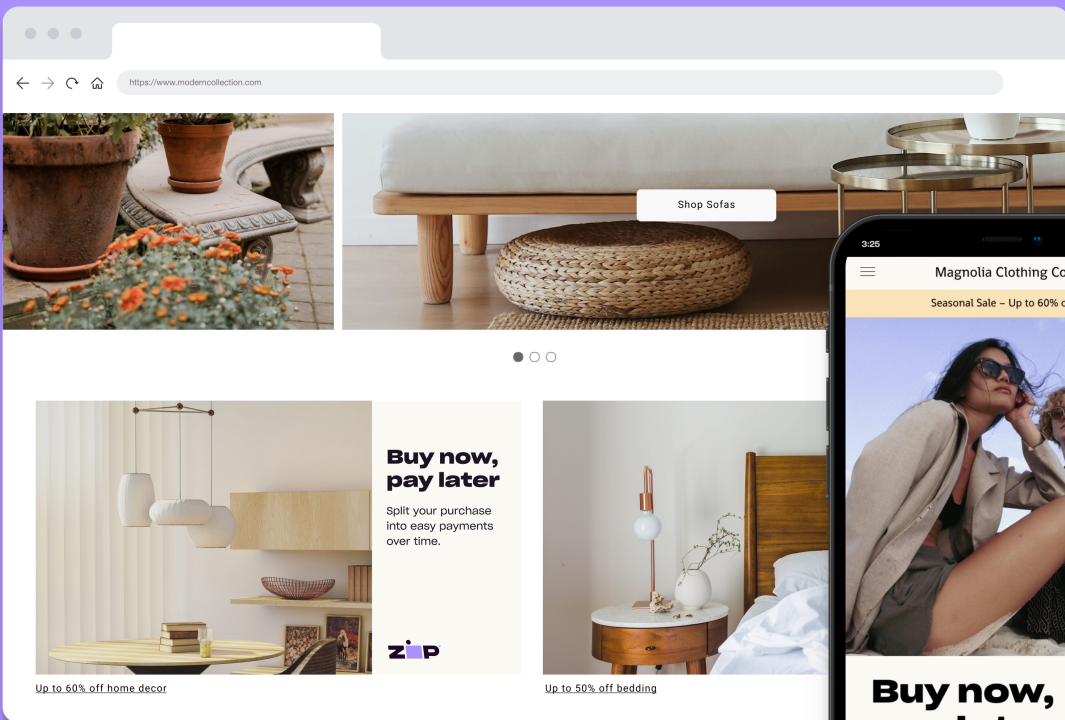 https://www.moderncollection.com
Shop Sofas
3:25
Magnolia Clothing Co
Seasonal Sale – Up to 60% o
Buy now,
pay later
Split your purchase
into easy payments
over time.
zip
Up to 60% off home decor
Up to 50% off bedding
Buy now,